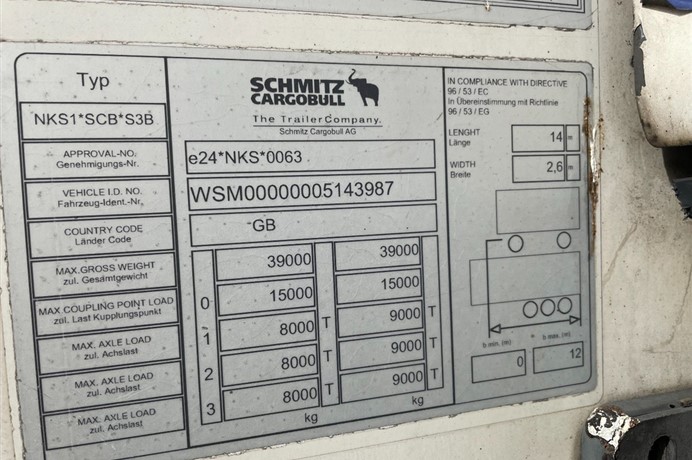 Typ
NKS1*SCB*S3B
APPROVAL-NO.
Genehmigungs-Nr.
VEHICLE I.D. NO.
Fahrzeug-Ident.-Nr.
COUNTRY CODE
Länder Code
MAX.GROSS WEIGHT
zul. Gesamtgewicht
MAX.COUPLING POINT LOAD
zul. Last Kupplungspunkt
MAX. AXLE LOAD
zul. Achslast
MAX. AXLE LOAD
zul. Achslast
MAX. AXLE LOAD
zul. Achslast
SCHMITZ
CARGOBULL
The Trailer Company.
Schmitz Cargobull AG
e24*NKS*0063
WSM00000005143987
GB
39000 39000
0 15000 15000
1 8000 T 9000 T
2 8000 T 9000 T
3 8000 T 9000 T
kg kg
IN COMPLIANCE WITH DIRECTIVE
96 / 53 / EC
In Übereinstimmung mit Richtlinie
96 / 53 / EG
LENGHT
Länge
14 m
WIDTH
Breite
2,6 m
h min. (m) h min. (m)
0 12